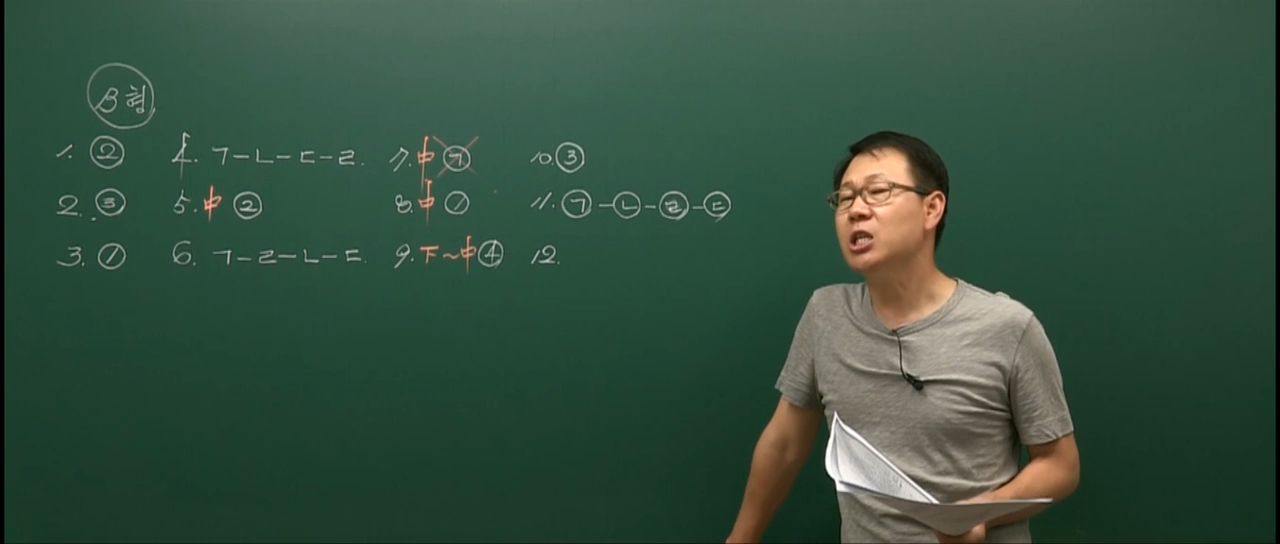 B형
1. ② 4. ㄱ-ㄴ-ㄷ-ㄹ. 7. 中 ㉮ 10. ③
2. ③ 5. 中 ② 8. 中 ① 11. ㉠-㉡-㉣-㉢
3. ① 6. ㄱ-ㄹ-ㄴ-ㄷ. 9. 下~中 ④ 12.